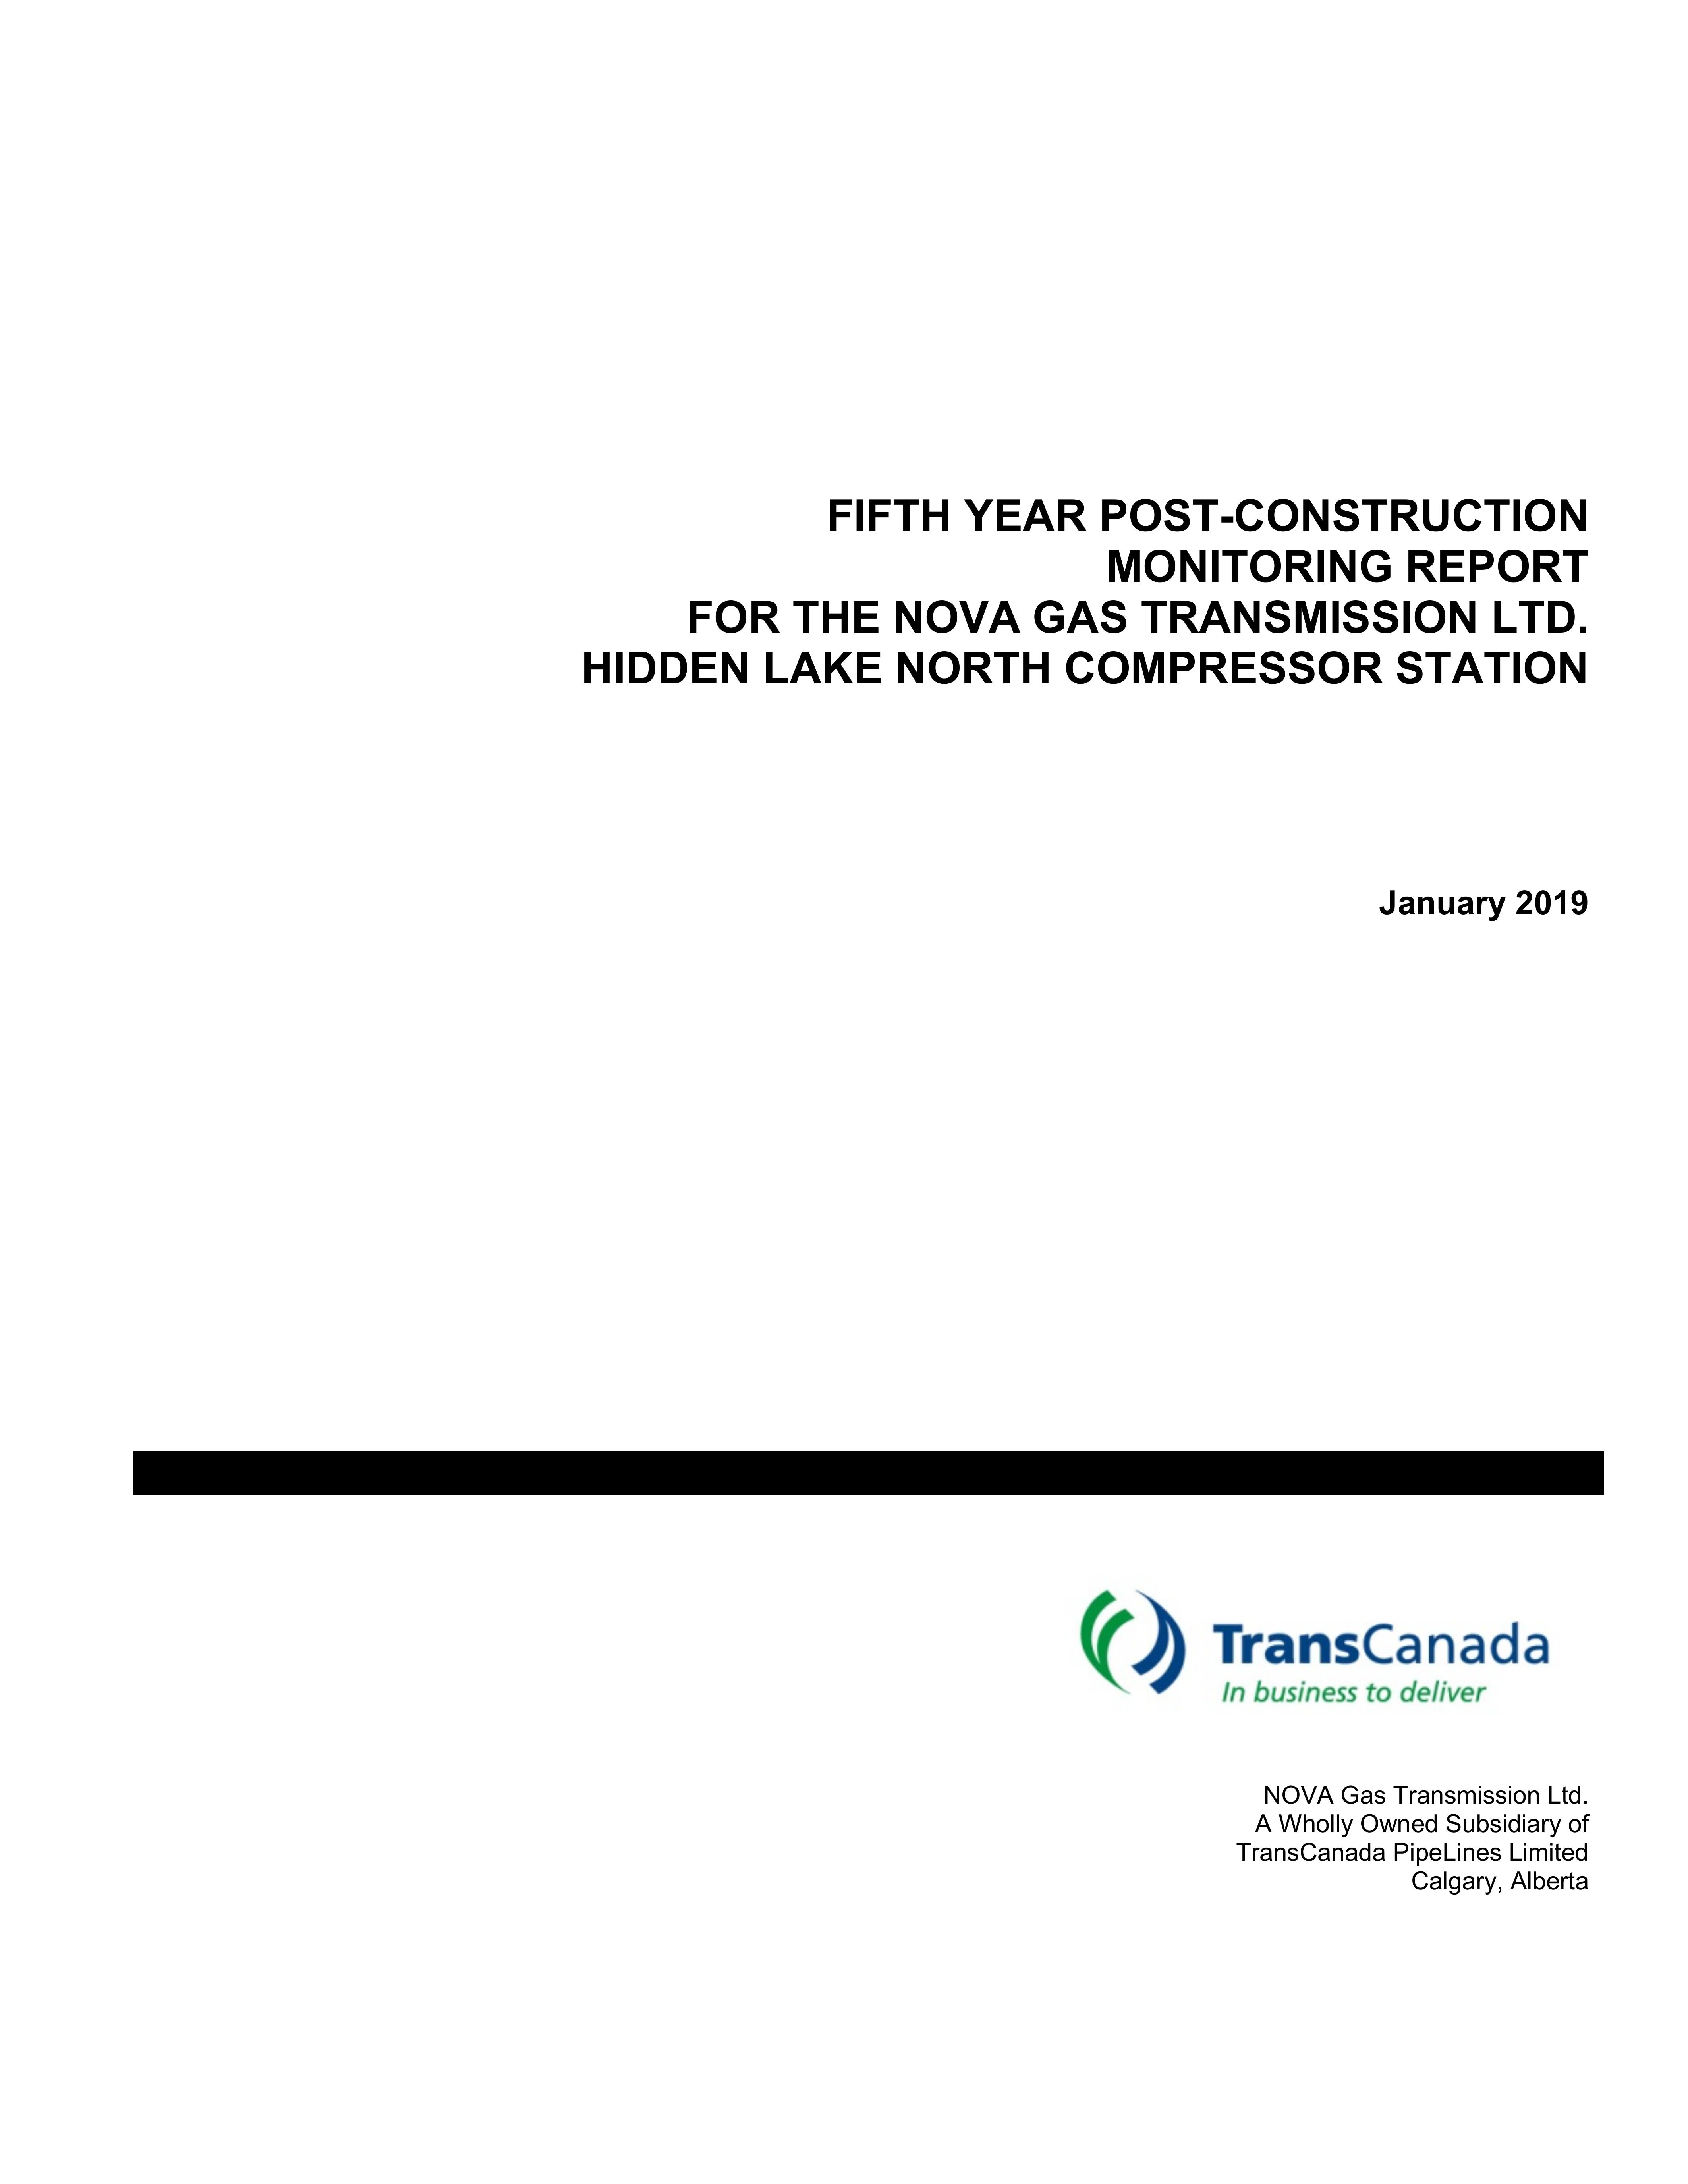 FIFTH YEAR POST-CONSTRUCTION
MONITORING REPORT
FOR THE NOVA GAS TRANSMISSION LTD.
HIDDEN LAKE NORTH COMPRESSOR STATION
January 2019
TransCanada
In business to deliver
NOVA Gas Transmission Ltd.
A Wholly Owned Subsidiary of
TransCanada PipeLines Limited
Calgary, Alberta